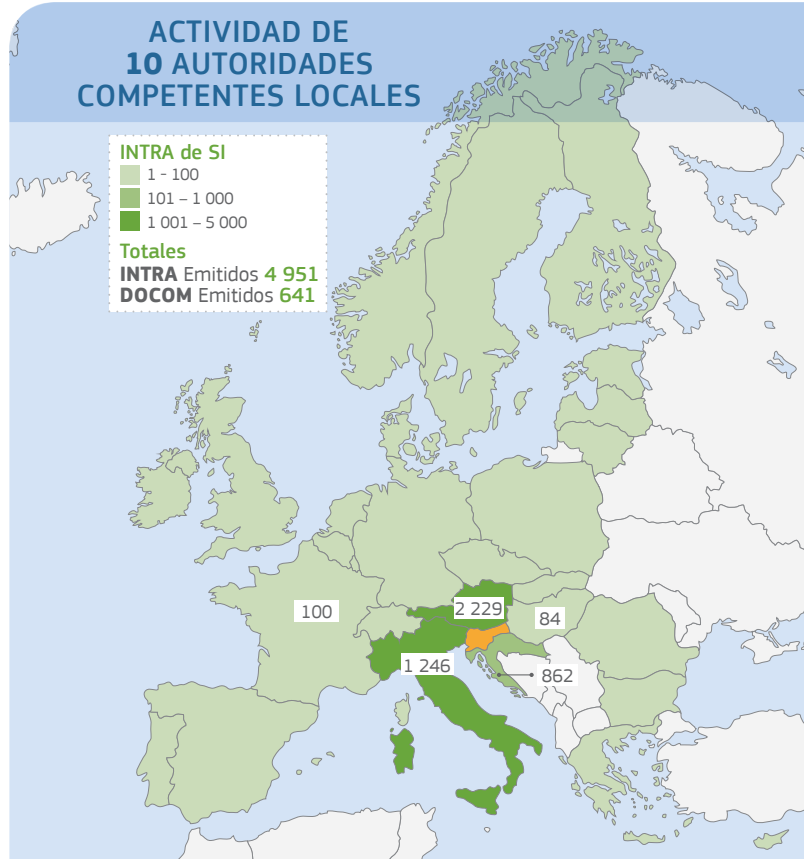 ACTIVIDAD DE
10 AUTORIDADES
COMPETENTES LOCALES
INTRA de SI
1 - 100
101 – 1 000
1 001 – 5 000
Totales
INTRA Emitidos 4 951
DOCOM Emitidos 641
100
2 229
84
1 246
862